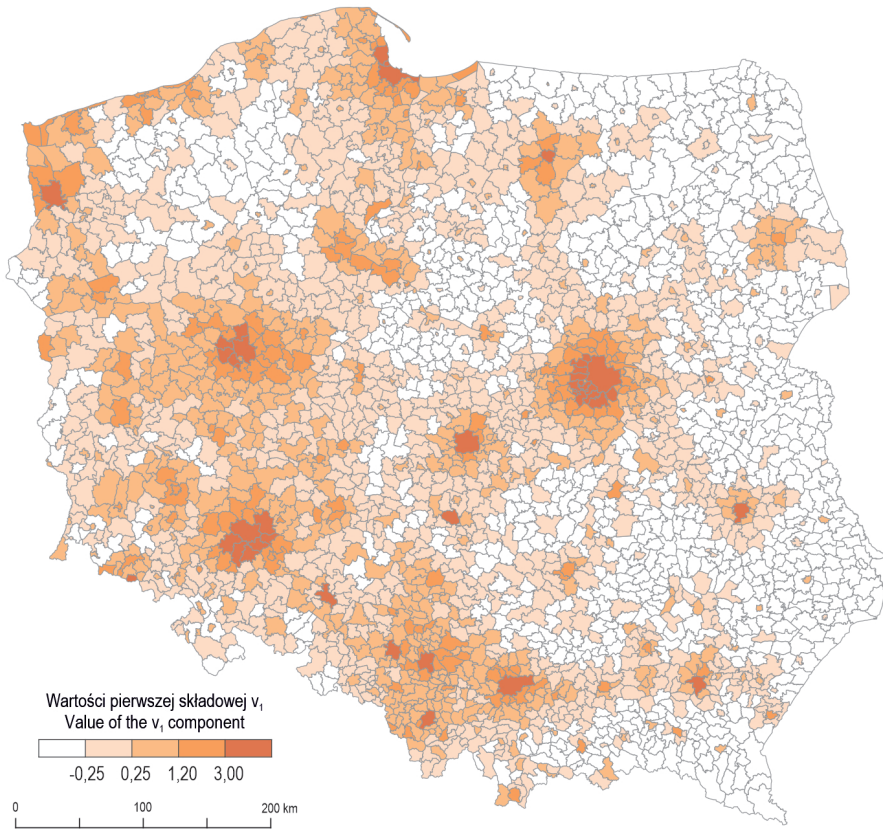 Wartości pierwszej składowej v₁
Value of the v₁ component
-0,25 0,25 1,20 3,00
0 100 200 km